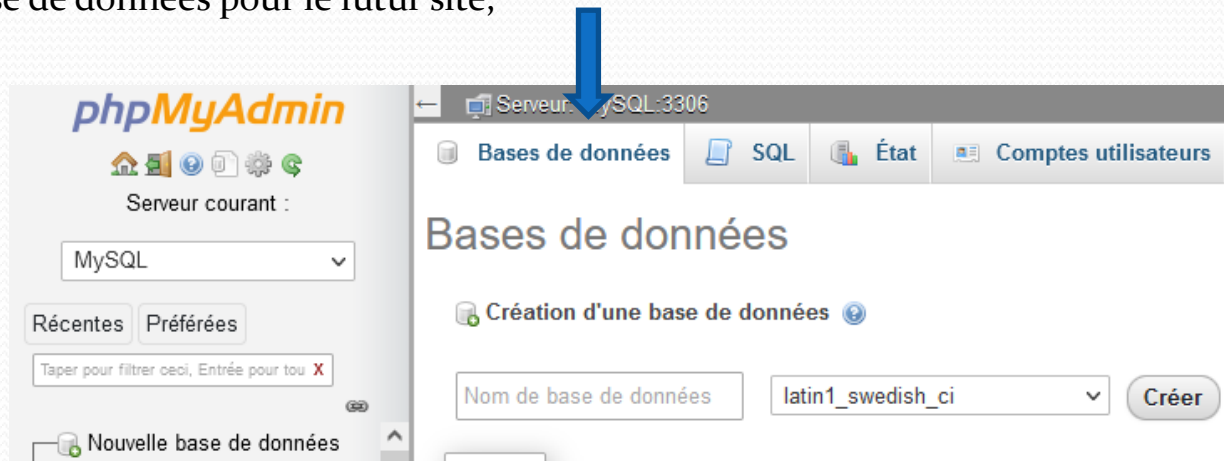 de données pour le futur site,
phpMyAdmin
Serveur courant :
MySQL
Récentes Préférées
Taper pour filtrer ceci, Entrée pour tou X
Nouvelle base de données
Serveur: MySQL:3306
Bases de données SQL État Comptes utilisateurs
Bases de données
Création d'une base de données
Nom de base de données latin1_swedish_ci Créer